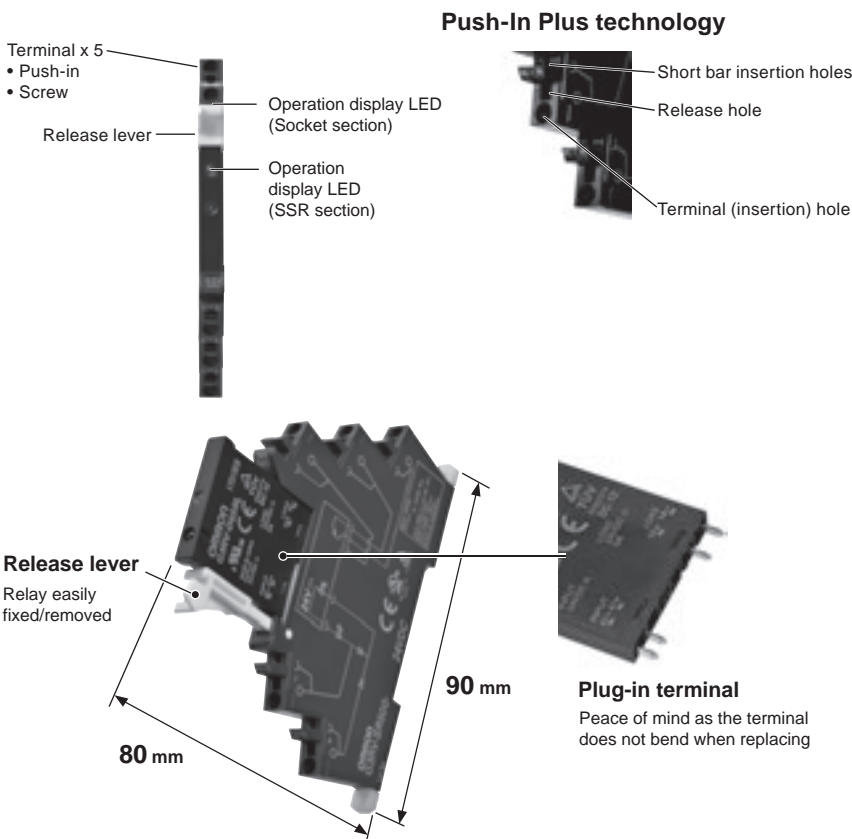 Push-In Plus technology
Terminal x 5
• Push-in
• Screw
Release lever
Operation display LED
(Socket section)
Operation
display LED
(SSR section)
Short bar insertion holes
Release hole
Terminal (insertion) hole
Release lever
Relay easily
fixed/removed
80 mm
90 mm
Plug-in terminal
Peace of mind as the terminal
does not bend when replacing